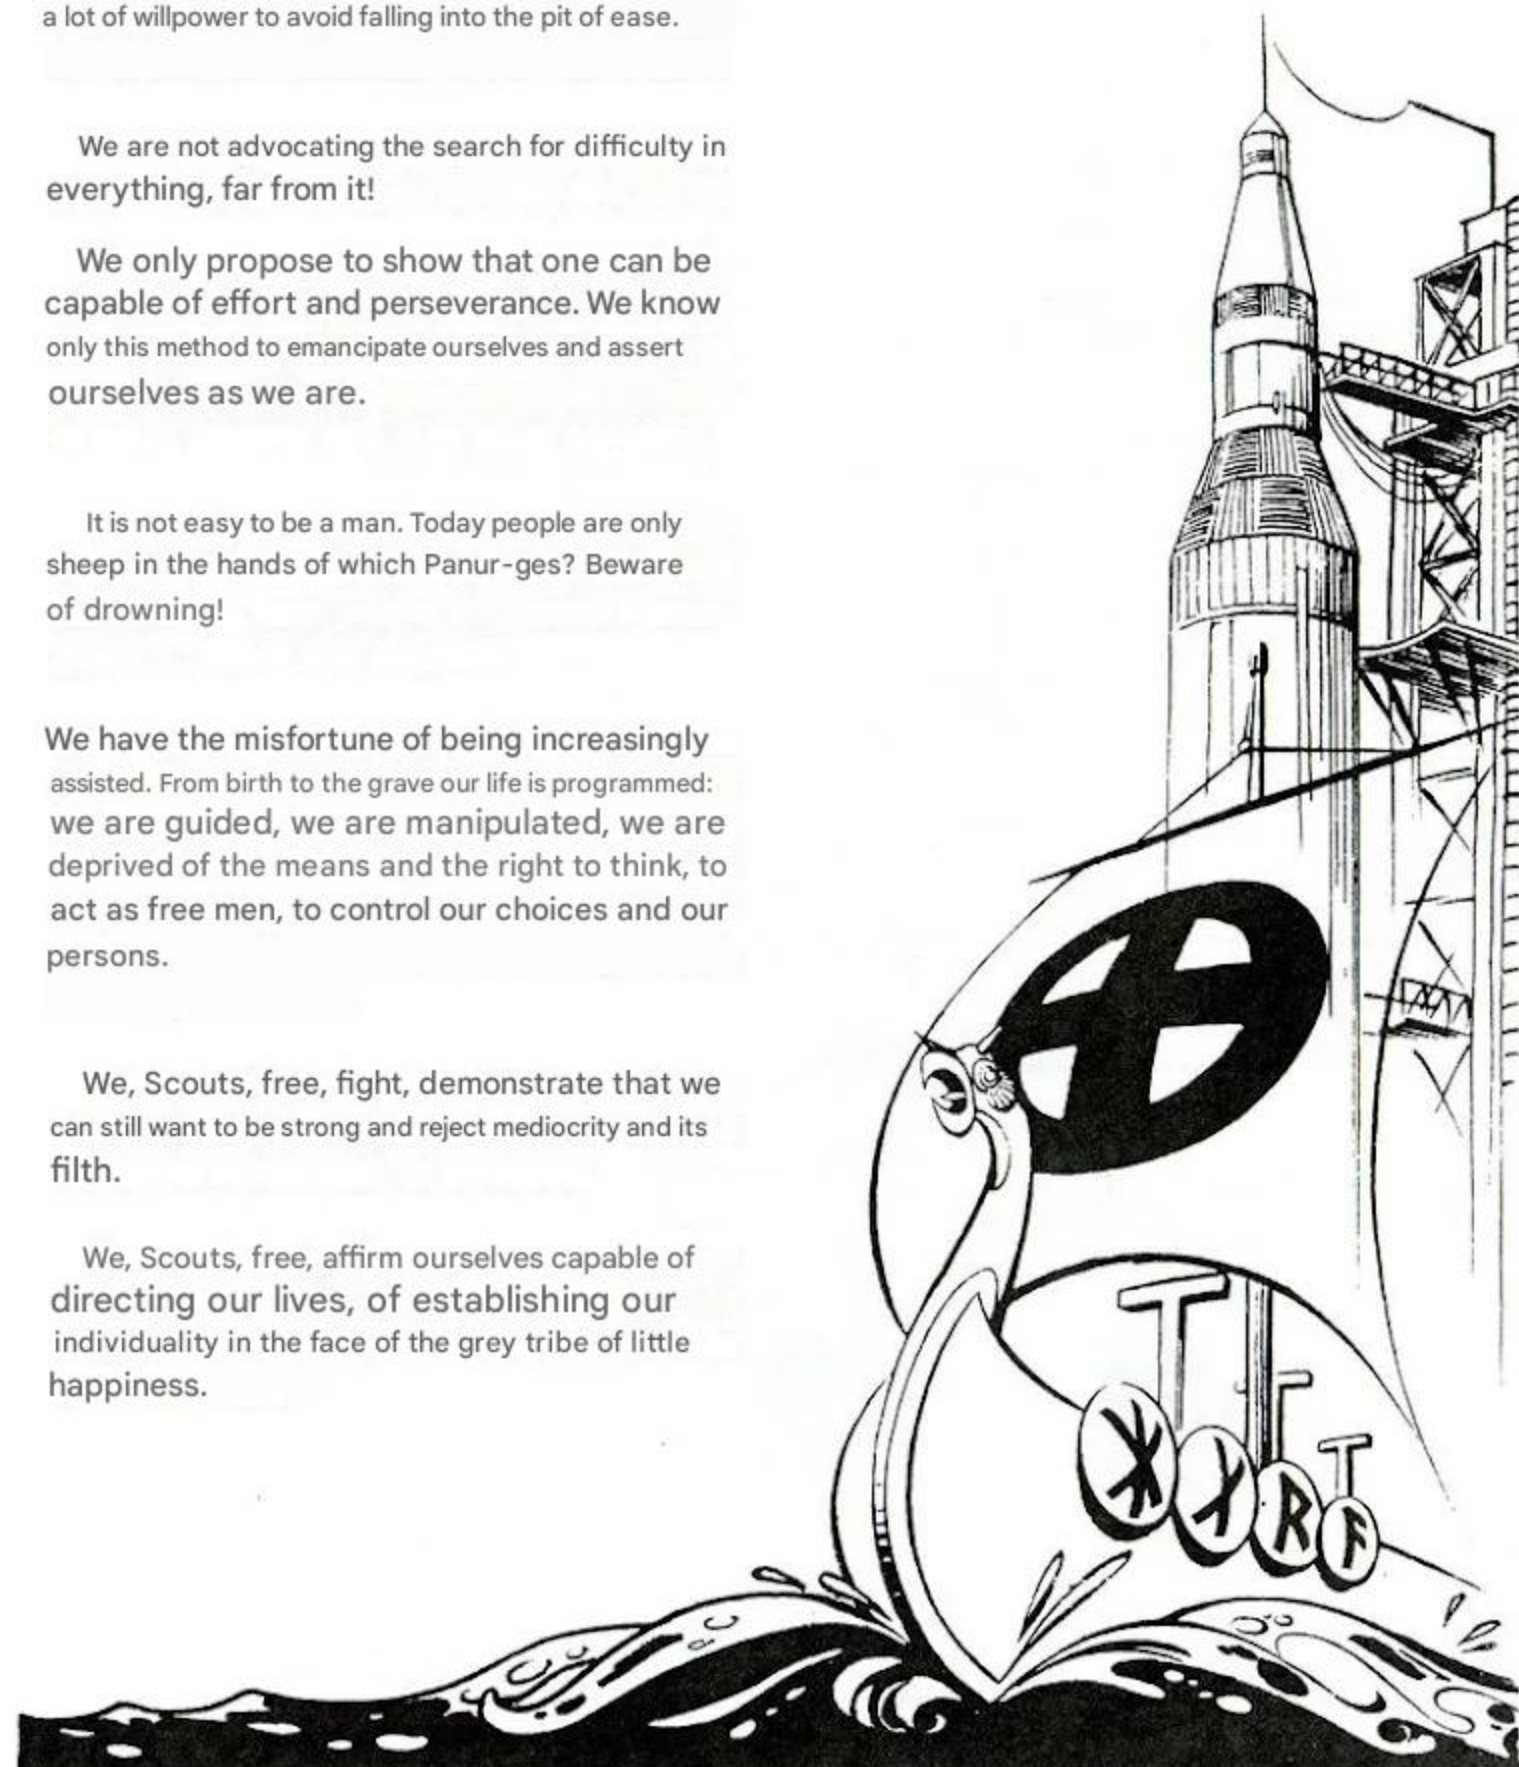 a lot of willpower to avoid falling into the pit of ease.
We are not advocating the search for difficulty in
everything, far from it!
We only propose to show that one can be
capable of effort and perseverance. We know
only this method to emancipate ourselves and assert
ourselves as we are.
It is not easy to be a man. Today people are only
sheep in the hands of which Panur-ges? Beware
of drowning!
We have the misfortune of being increasingly
assisted. From birth to the grave our life is programmed:
we are guided, we are manipulated, we are
deprived of the means and the right to think, to
act as free men, to control our choices and our
persons.
We, Scouts, free, fight, demonstrate that we
can still want to be strong and reject mediocrity and its
filth.
We, Scouts, free, affirm ourselves capable of
directing our lives, of establishing our
individuality in the face of the grey tribe of little
happiness.